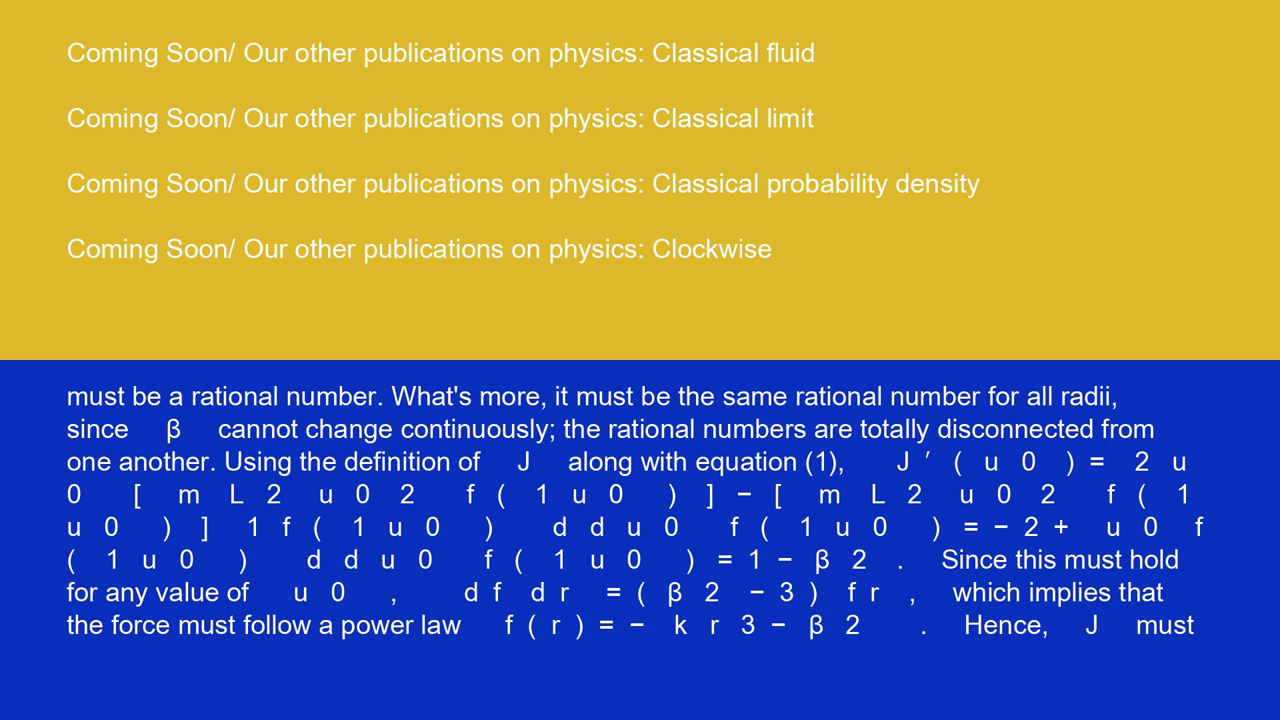 Coming Soon/ Our other publications on physics: Classical fluid
Coming Soon/ Our other publications on physics: Classical limit
Coming Soon/ Our other publications on physics: Classical probability density
Coming Soon/ Our other publications on physics: Clockwise
must be a rational number. What's more, it must be the same rational number for all radii,
since β cannot change continuously; the rational numbers are totally disconnected from
one another. Using the definition of J along with equation (1), J ′ ( u 0 ) = 2 u
0 [ m L 2 u 0 2 f ( 1 u 0 ) ] − [ m L 2 u 0 2 f ( 1
u 0 ) ] 1 f ( 1 u 0 ) d d u 0 f ( 1 u 0 ) = − 2 + u 0 f
( 1 u 0 ) d d u 0 f ( 1 u 0 ) = 1 − β 2 . Since this must hold
for any value of u 0 , d f d r = ( β 2 − 3 ) f r , which implies that
the force must follow a power law f ( r ) = − k r 3 − β 2 . Hence, J must